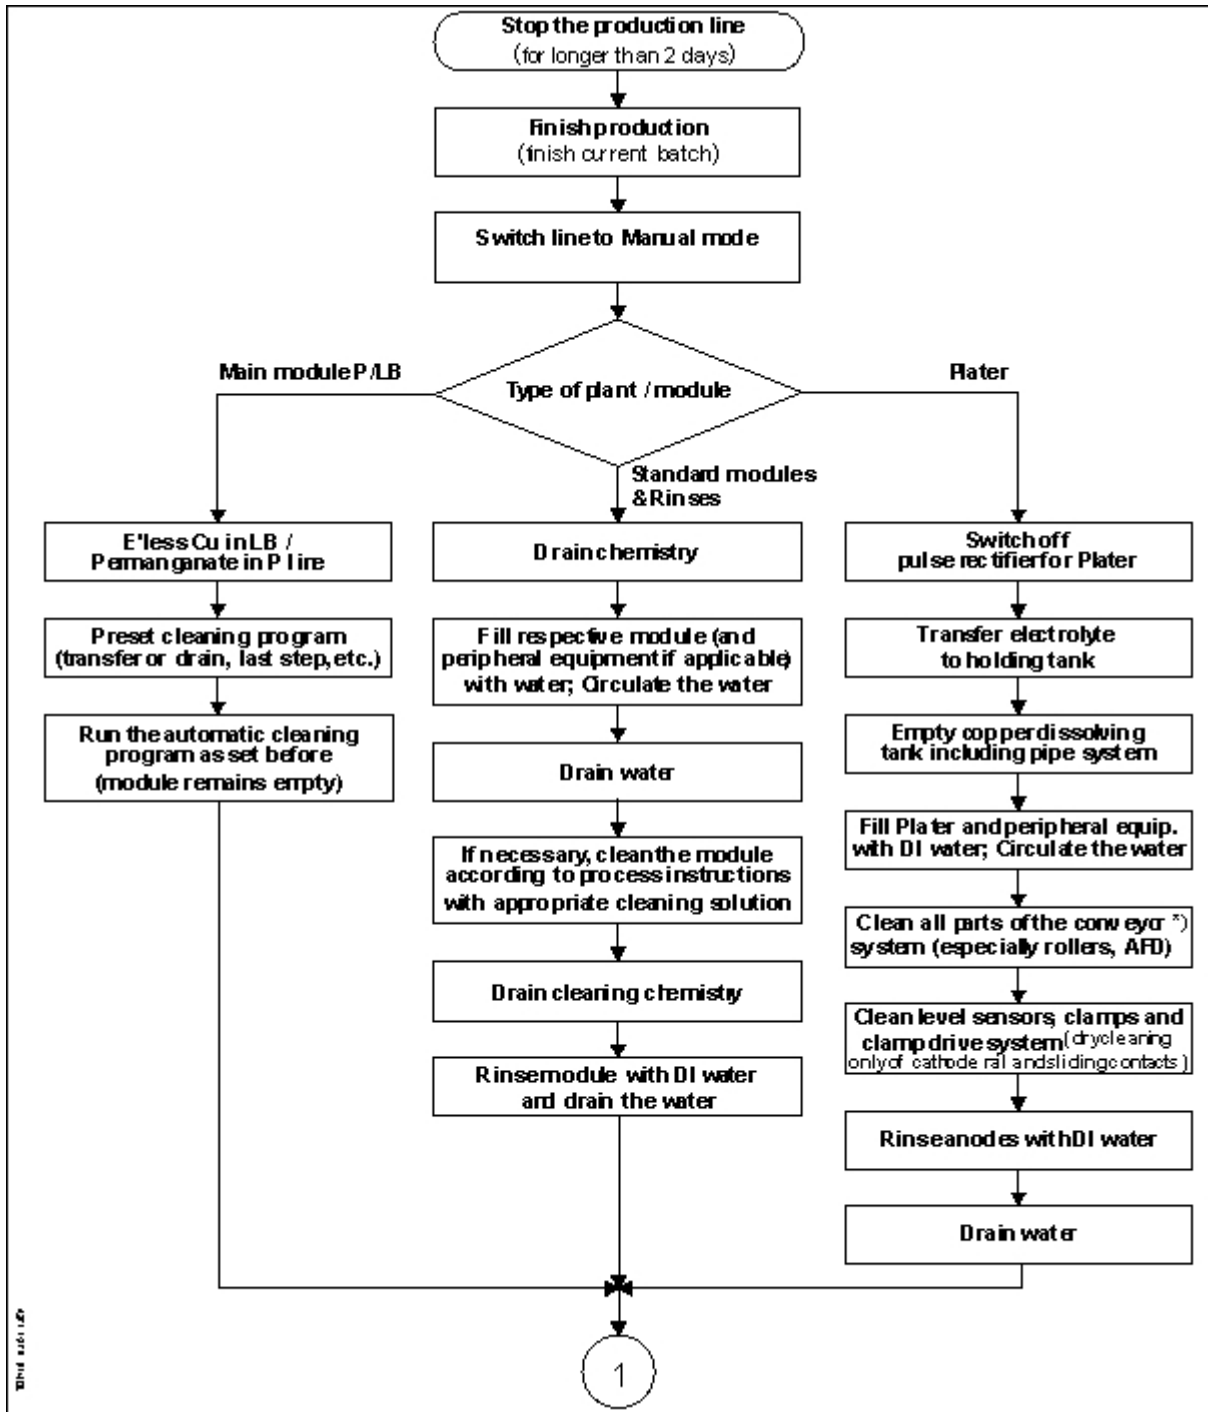 Stop the production line
(for longer than 2 days)
Finish production
(finish current batch)
Switch line to Manual mode
Type of plant / module
Main module P/LB
Plater
Standard modules
& Rinses
E'less Cu in LB /
Permanganate in P line
Preset cleaning program
(transfer or drain, last step, etc.)
Run the automatic cleaning
program as set before
(module remains empty)
Drain chemistry
Fill respective module (and
peripheral equipment if applicable)
with water; Circulate the water
Drain water
If necessary, clean the module
according to process instructions
with appropriate cleaning solution
Drain cleaning chemistry
Rinse module with DI water
and drain the water
Switch off
pulse rectifier for Plater
Transfer electrolyte
to holding tank
Empty copper dissolving
tank including pipe system
Fill Plater and peripheral equip.
with DI water; Circulate the water
Clean all parts of the conveyor *)
system (especially rollers, AFD)
Clean level sensors, clamps and
clamp drive system (dry cleaning
only of cathode rail and sliding contacts)
Rinse anodes with DI water
Drain water
1